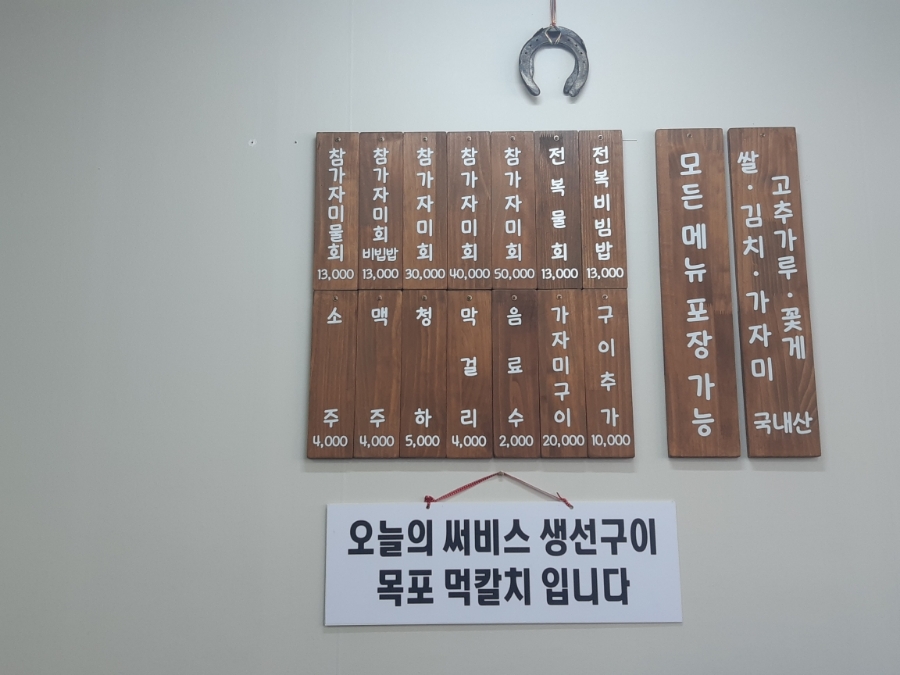 참가자미물회
13,000
참가자미회
비빔밥
13,000
참가자미회
30,000
참가자미회
40,000
참가자미회
50,000
전복물회
13,000
전복비빔밥
13,000
소주
4,000
맥주
4,000
청하
5,000
막걸리
4,000
음료수
2,000
가자미구이
20,000
구이추가
10,000
모든메뉴포장가능
쌀·김치·가자미
고추가루·꽃게
국내산
오늘의 써비스 생선구이
목포 먹칼치 입니다